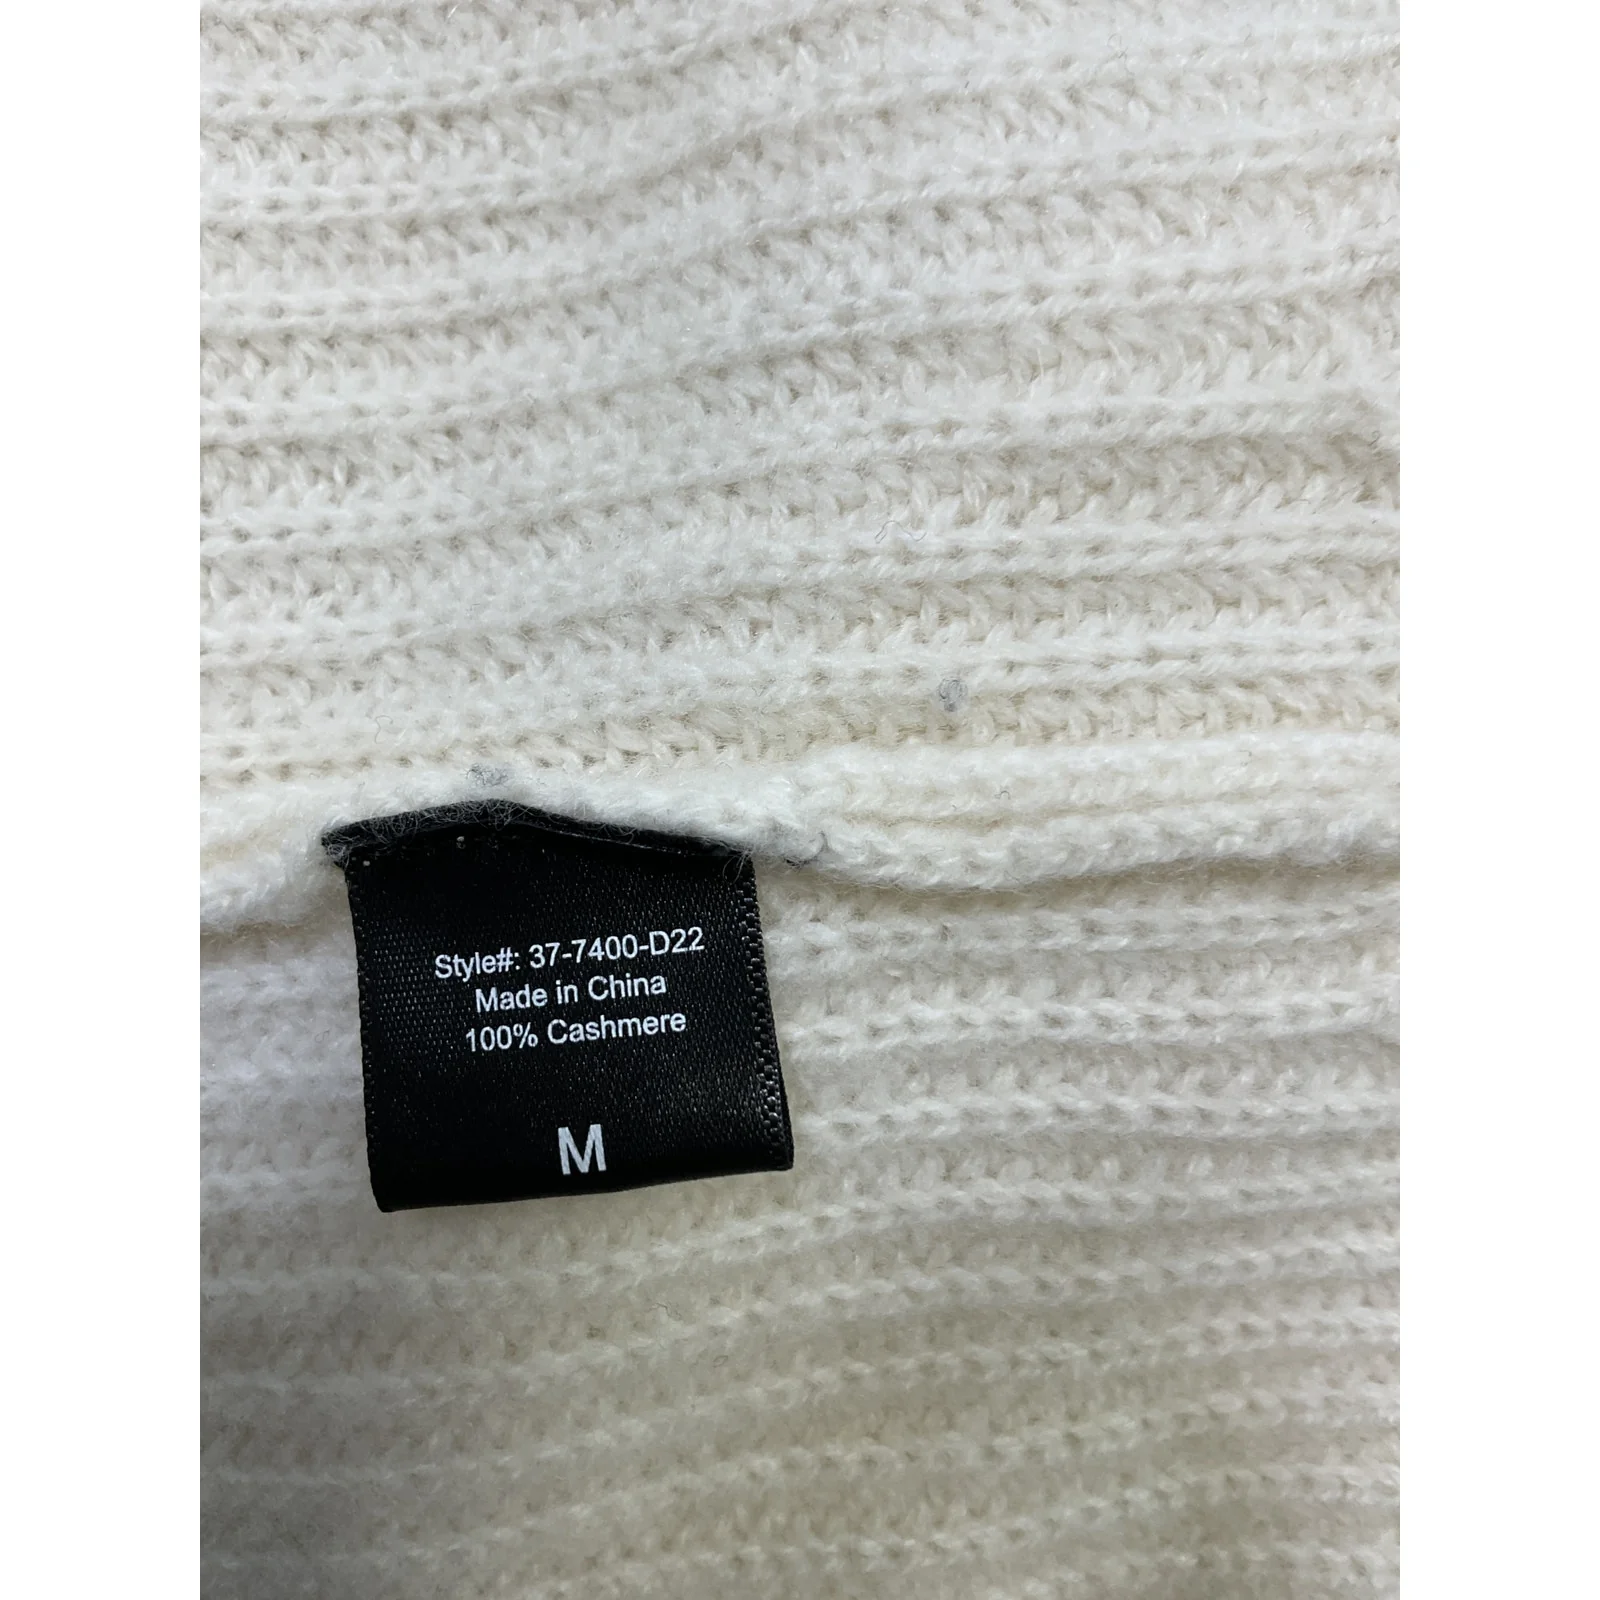 Style#: 37-7400-D22
Made in China
100% Cashmere
M